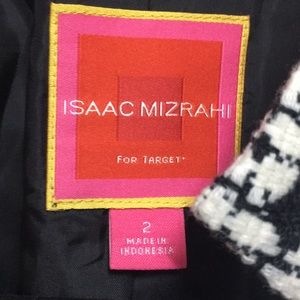 ISAAC MIZRAHI
FOR TARGET
2
MADE IN
INDONESIA